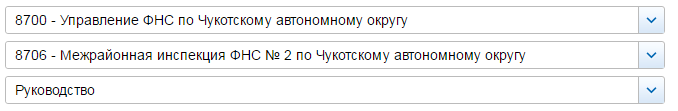 8700 - Управление ФНС по Чукотскому автономному округу
8706 - Межрайонная инспекция ФНС № 2 по Чукотскому автономному округу
Руководство